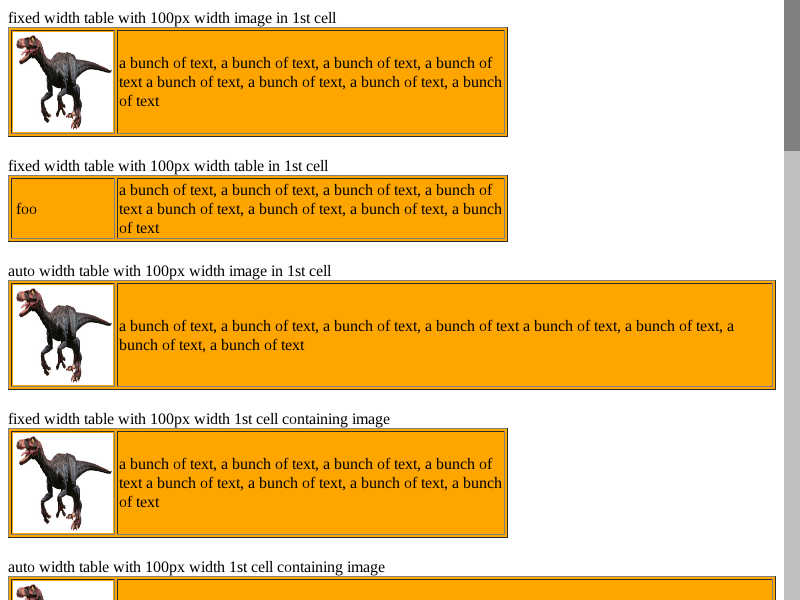 fixed width table with 100px width image in 1st cell
a bunch of text, a bunch of text, a bunch of text, a bunch of
text a bunch of text, a bunch of text, a bunch of text, a bunch
of text
fixed width table with 100px width table in 1st cell
foo
a bunch of text, a bunch of text, a bunch of text, a bunch of
text a bunch of text, a bunch of text, a bunch of text, a bunch
of text
auto width table with 100px width image in 1st cell
a bunch of text, a bunch of text, a bunch of text, a bunch of text a bunch of text, a bunch of text, a
bunch of text, a bunch of text
fixed width table with 100px width 1st cell containing image
a bunch of text, a bunch of text, a bunch of text, a bunch of
text a bunch of text, a bunch of text, a bunch of text, a bunch
of text
auto width table with 100px width 1st cell containing image